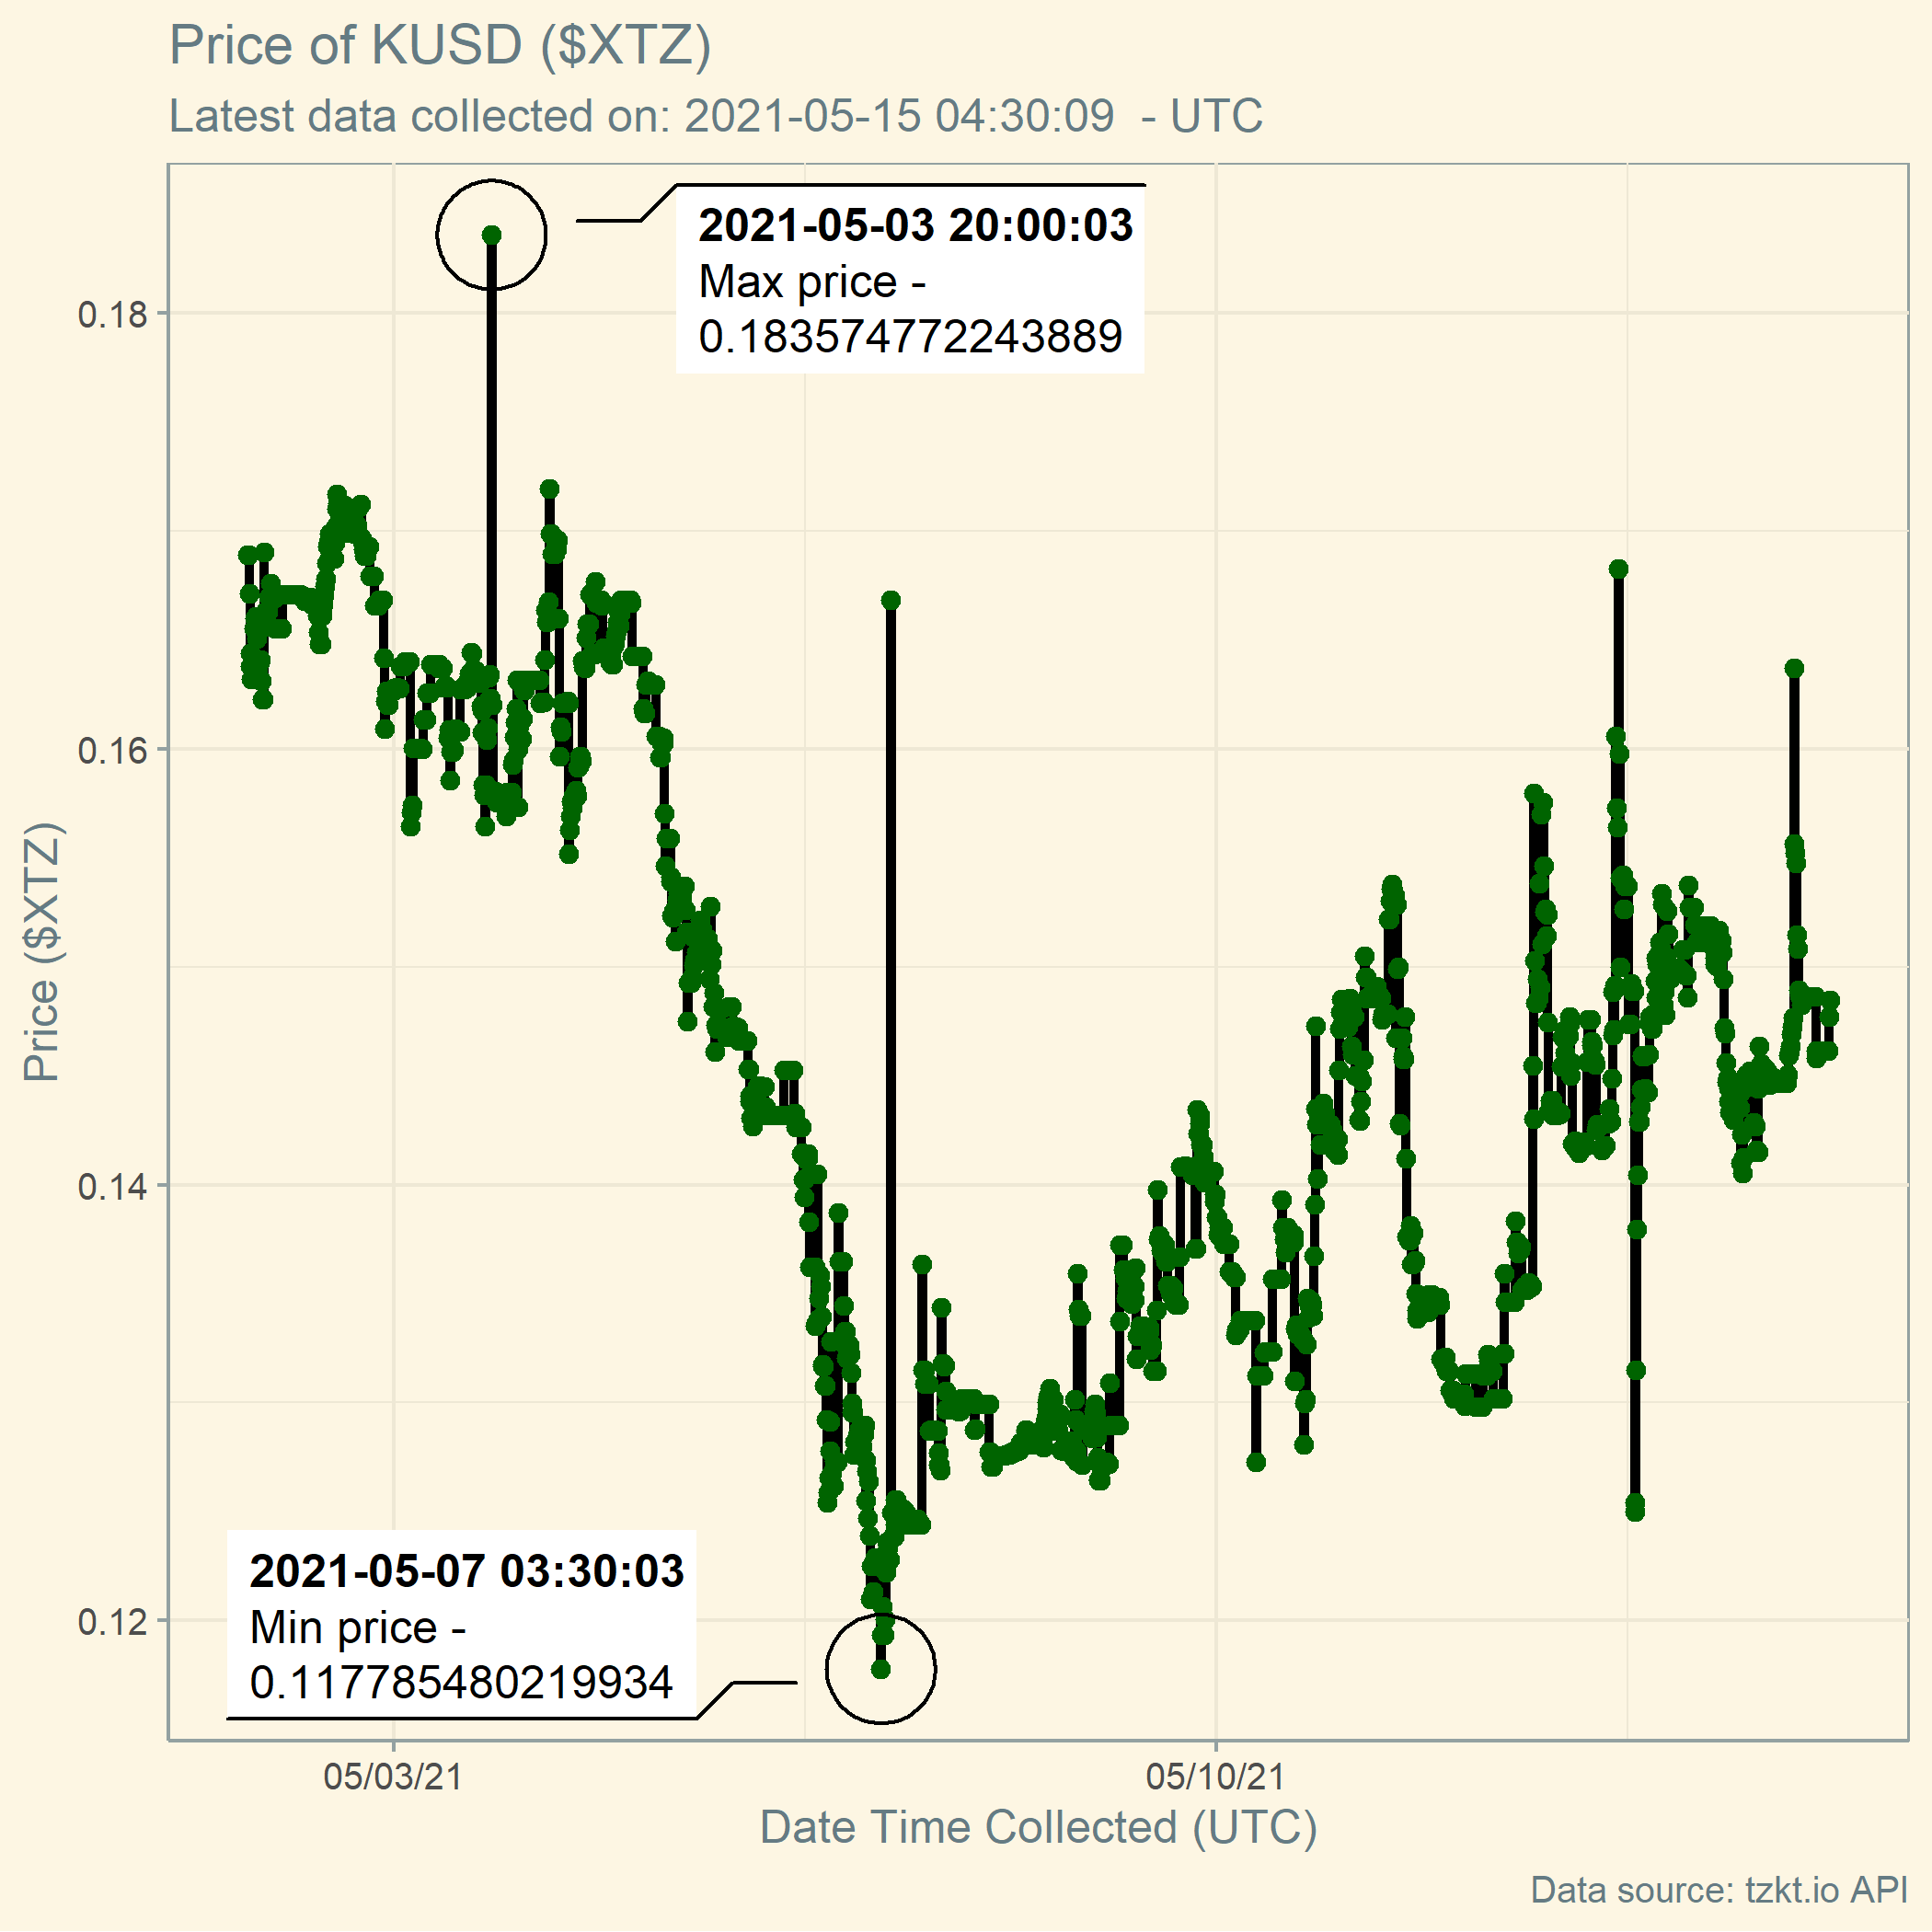 Price of KUSD ($XTZ)
Latest data collected on: 2021-05-15 04:30:09  - UTC
2021-05-03 20:00:03
Max price -
0.183574772243889
0.18
0.16
0.14
0.12
Price ($XTZ)
2021-05-07 03:30:03
Min price -
0.117785480219934
05/03/21
05/10/21
Date Time Collected (UTC)
Data source: tzkt.io API